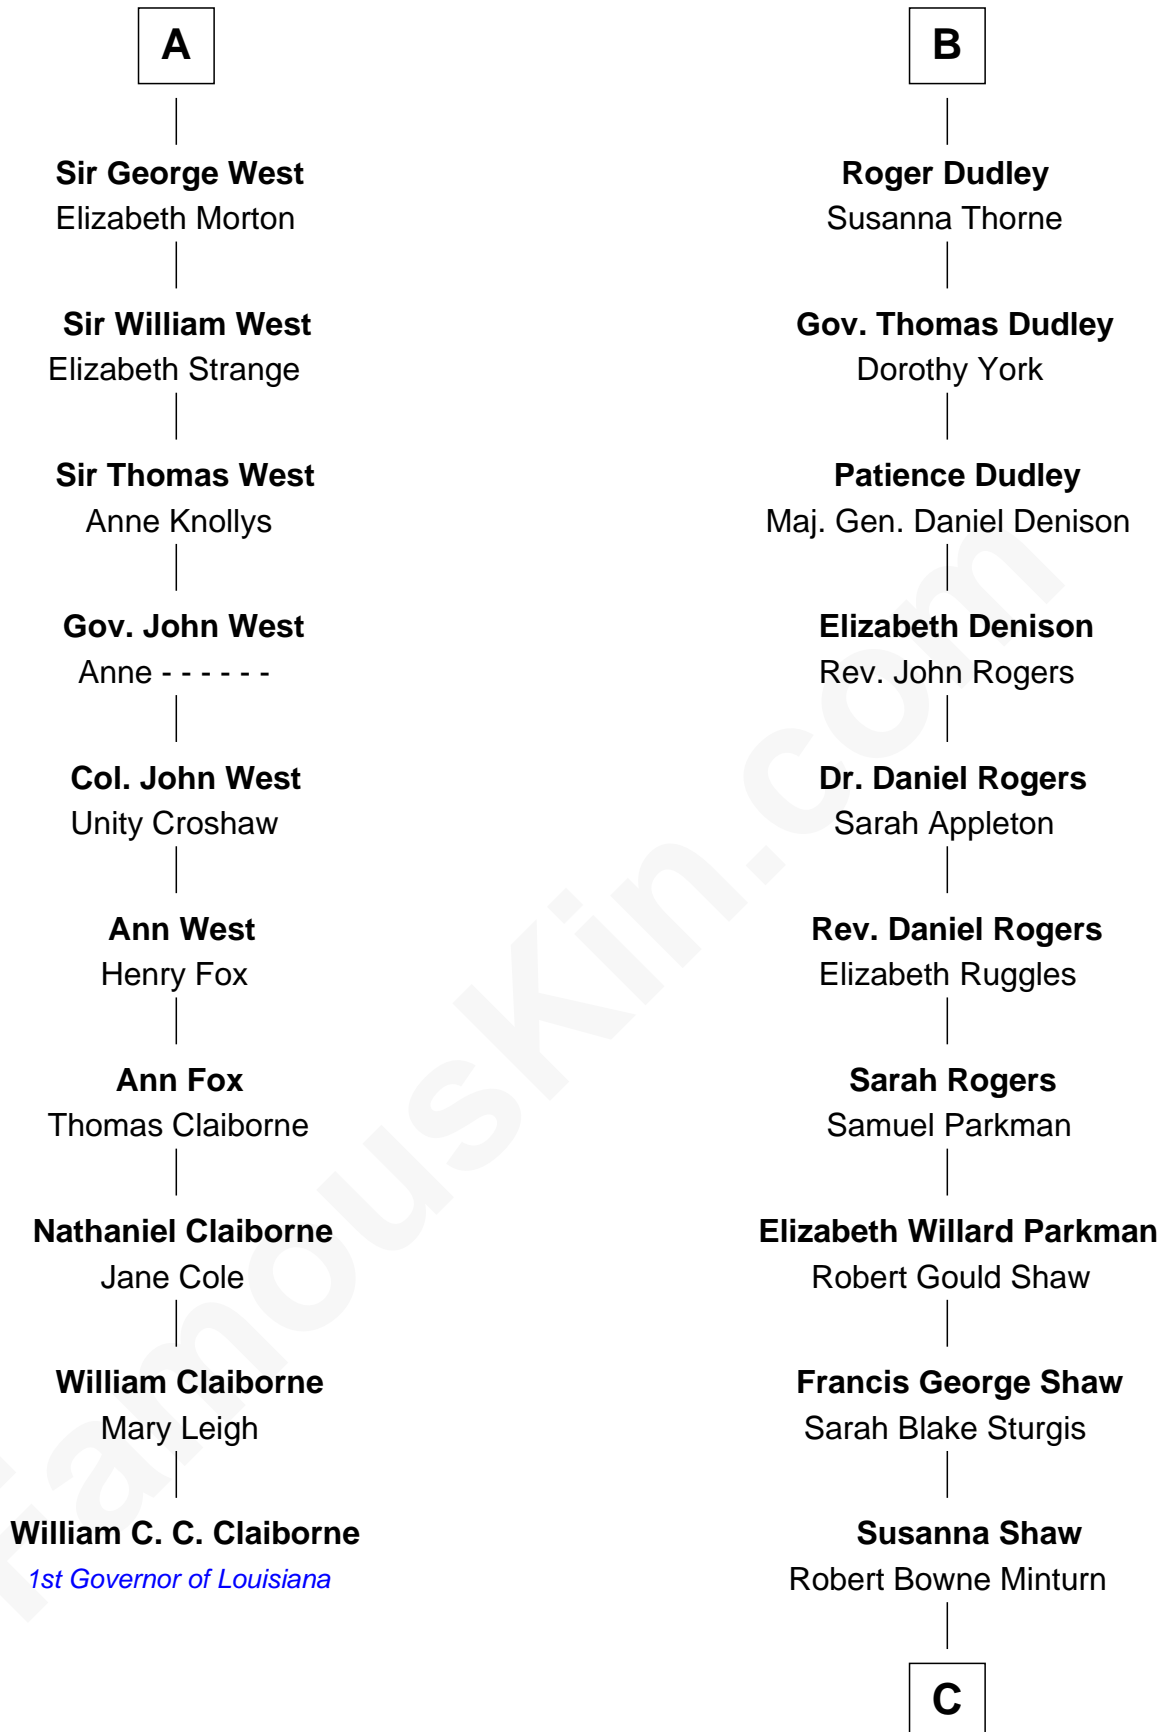 A
Sir George West
Elizabeth Morton
Sir William West
Elizabeth Strange
Sir Thomas West
Anne Knollys
Gov. John West
Anne - - - - - -
Col. John West
Unity Croshaw
Ann West
Henry Fox
Ann Fox
Thomas Claiborne
Nathaniel Claiborne
Jane Cole
William Claiborne
Mary Leigh
William C. C. Claiborne
1st Governor of Louisiana
B
Roger Dudley
Susanna Thorne
Gov. Thomas Dudley
Dorothy York
Patience Dudley
Maj. Gen. Daniel Denison
Elizabeth Denison
Rev. John Rogers
Dr. Daniel Rogers
Sarah Appleton
Rev. Daniel Rogers
Elizabeth Ruggles
Sarah Rogers
Samuel Parkman
Elizabeth Willard Parkman
Robert Gould Shaw
Francis George Shaw
Sarah Blake Sturgis
Susanna Shaw
Robert Bowne Minturn
C
FamousKin.com